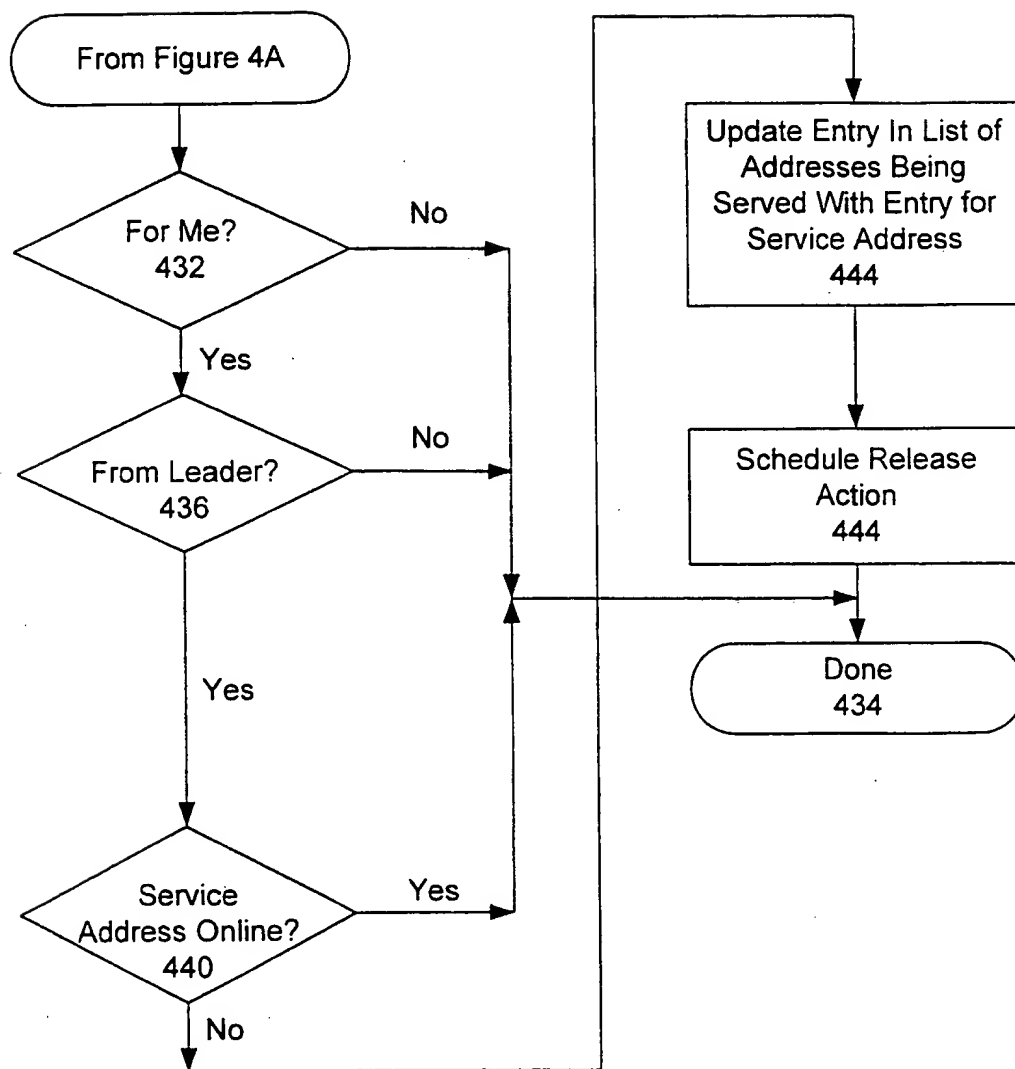 From Figure 4A
For Me?
432
No
Yes
From Leader?
436
No
Yes
Service
Address Online?
440
Yes
No
Update Entry In List of
Addresses Being
Served With Entry for
Service Address
444
Schedule Release
Action
444
Done
434